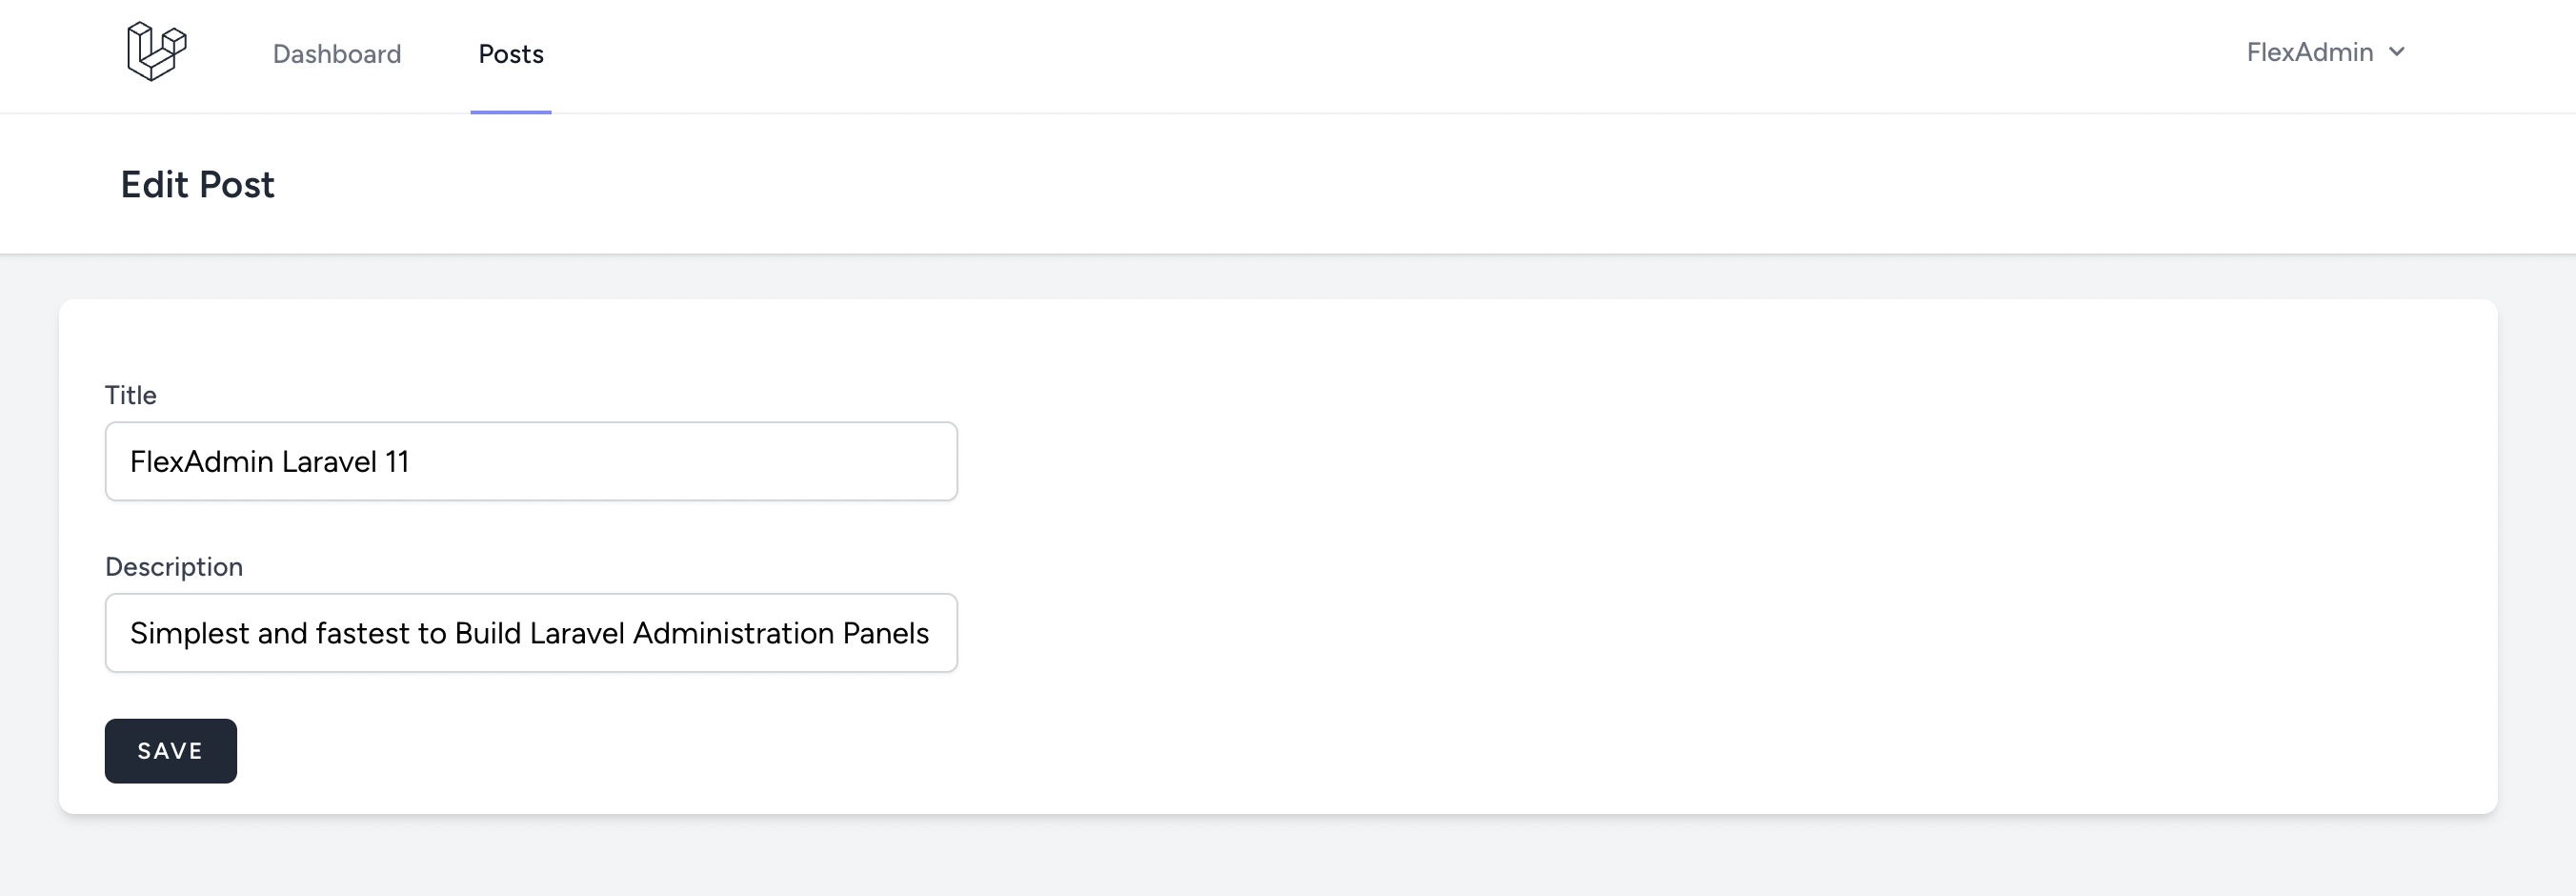 Dashboard Posts FlexAdmin
Edit Post
Title
FlexAdmin Laravel 11
Description
Simplest and fastest to Build Laravel Administration Panels
SAVE